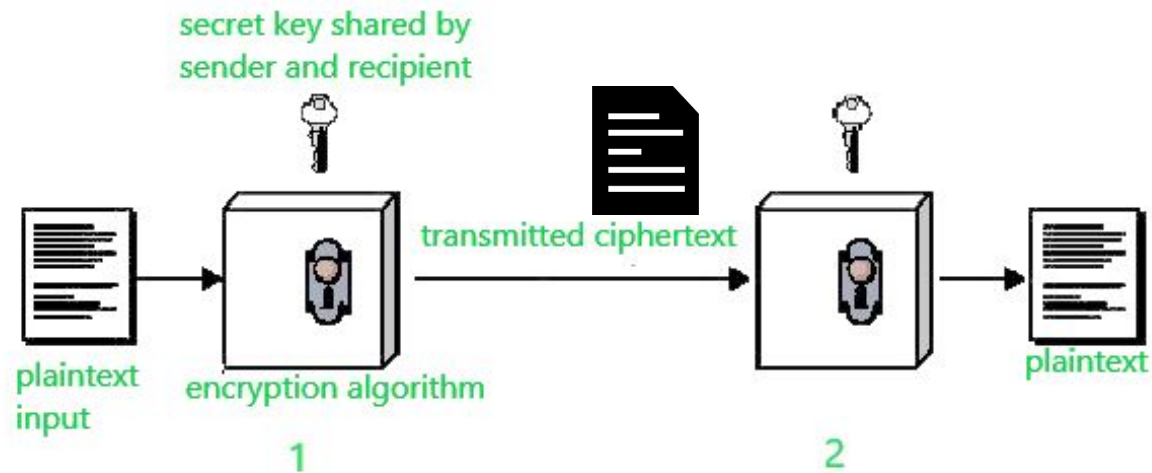 secret key shared by
sender and recipient
transmitted ciphertext
plaintext
input
encryption algorithm
plaintext
1
2